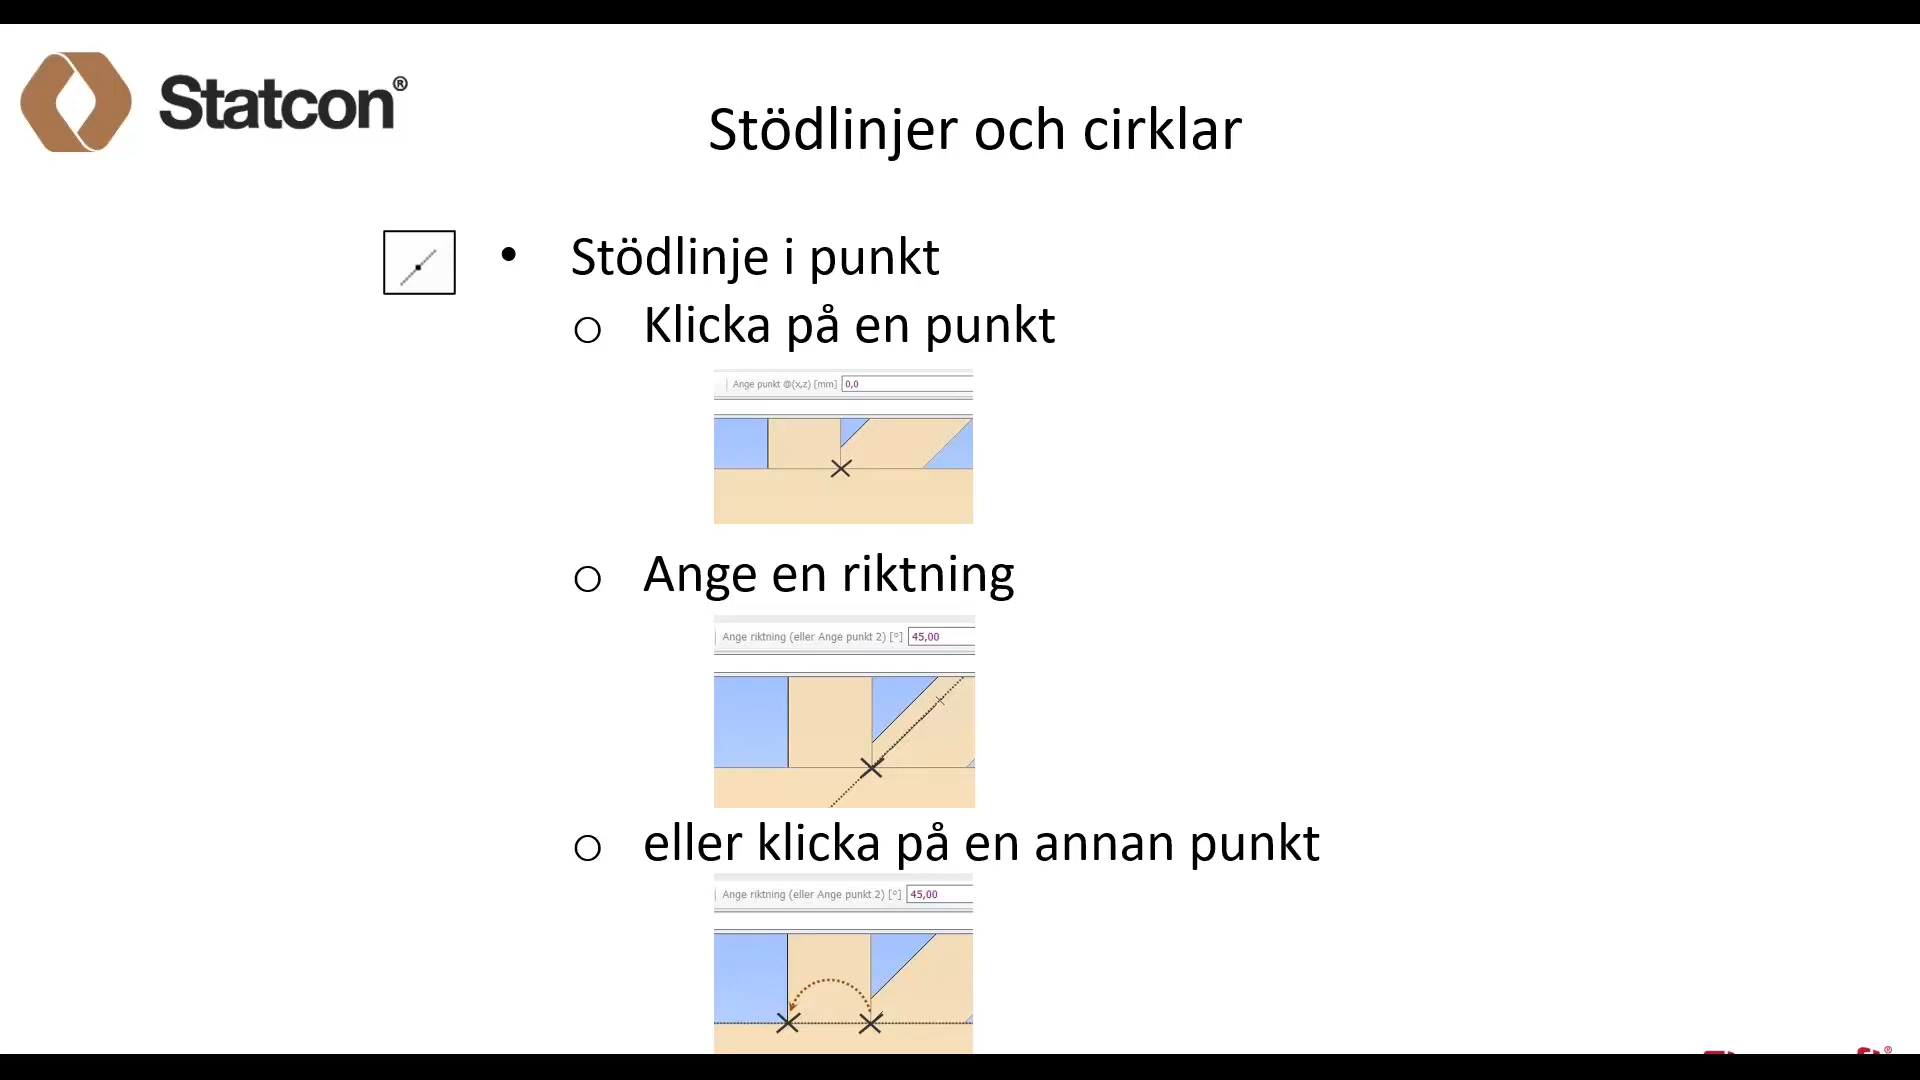 Statcon®
Stödlinjer och cirklar
• Stödlinje i punkt
o Klicka på en punkt
Ange punkt @(x,z) [mm] 0,0
o Ange en riktning
Ange riktning (eller Ange punkt 2) [°] 45,00
o eller klicka på en annan punkt
Ange riktning (eller Ange punkt 2) [°] 45,00